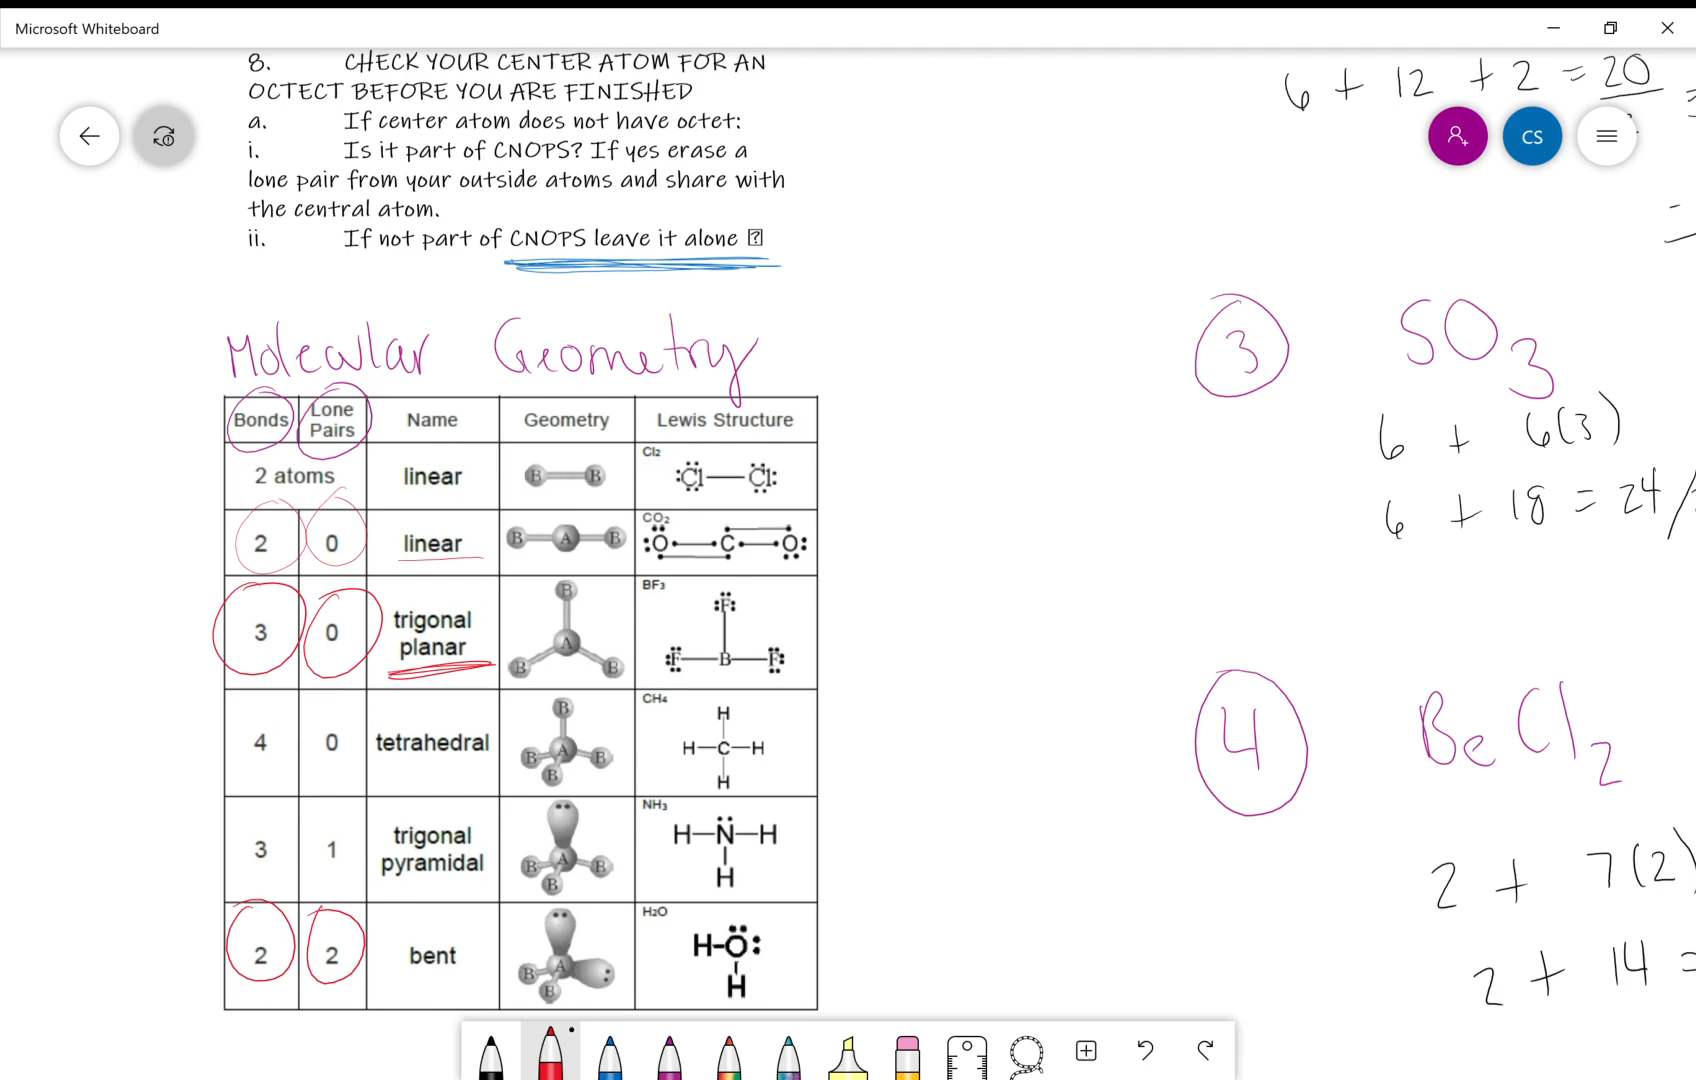 Microsoft Whiteboard
8. CHECK YOUR CENTER ATOM FOR AN
OCTECT BEFORE YOU ARE FINISHED
a. If center atom does not have octet:
i. Is it part of CNOPS? If yes erase a
lone pair from your outside atoms and share with
the central atom.
ii. If not part of CNOPS leave it alone
6 + 12 + 2 = 20 =
CS
Molecular Geometry
Bonds Lone Pairs Name Geometry Lewis Structure
2 atoms linear B B Cl2 :Cl—Cl:
2 0 linear B A B CO2 :O C O:
3 0 trigonal planar B A B B BF3 F F B F
4 0 tetrahedral B A B B B CH4 H H—C—H H
3 1 trigonal pyramidal A B B B NH3 H—N—H H
2 2 bent A B B H2O H-O: H
3 SO3
6 + 6(3)
6 + 18 = 24 /
4 BeCl2
2 + 7(2)
2 + 14 =